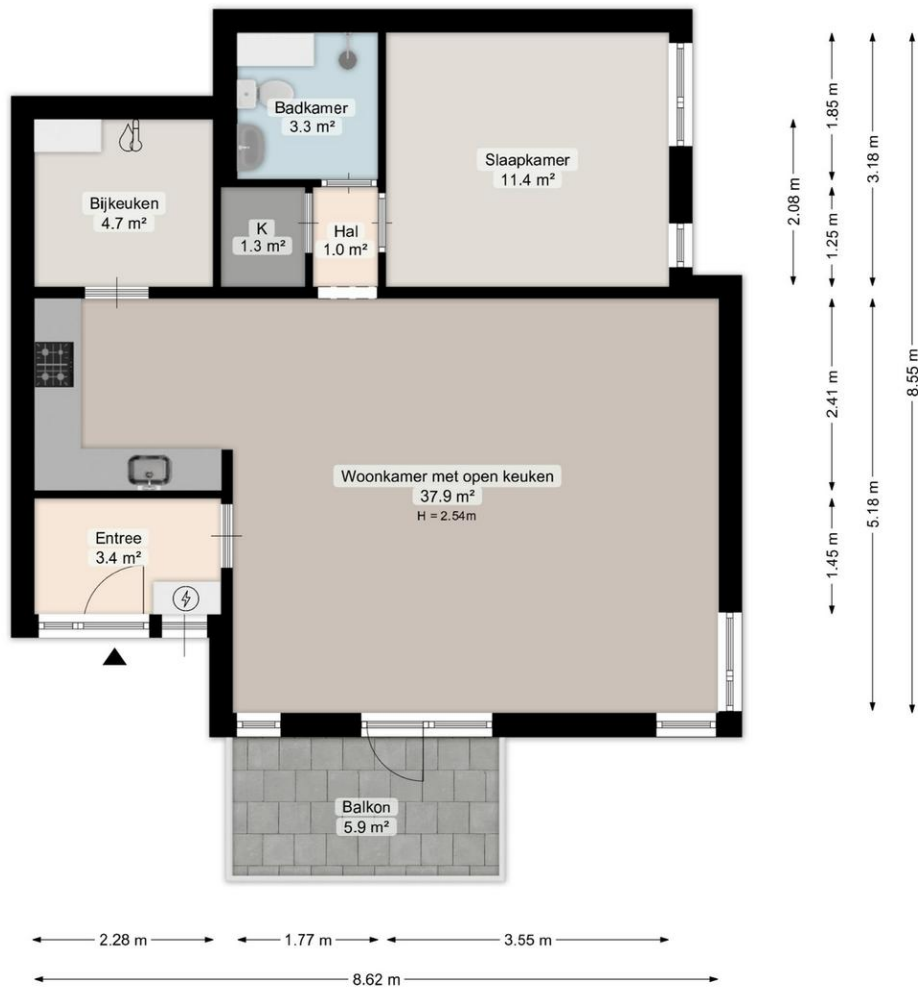 Badkamer
3.3 m²
Slaapkamer
11.4 m²
Bijkeuken
4.7 m²
K
1.3 m²
Hal
1.0 m²
Woonkamer met open keuken
37.9 m²
H = 2.54m
Entree
3.4 m²
Balkon
5.9 m²
1.85 m
3.18 m
2.08 m
1.25 m
8.55 m
2.41 m
5.18 m
1.45 m
2.28 m
1.77 m
3.55 m
8.62 m